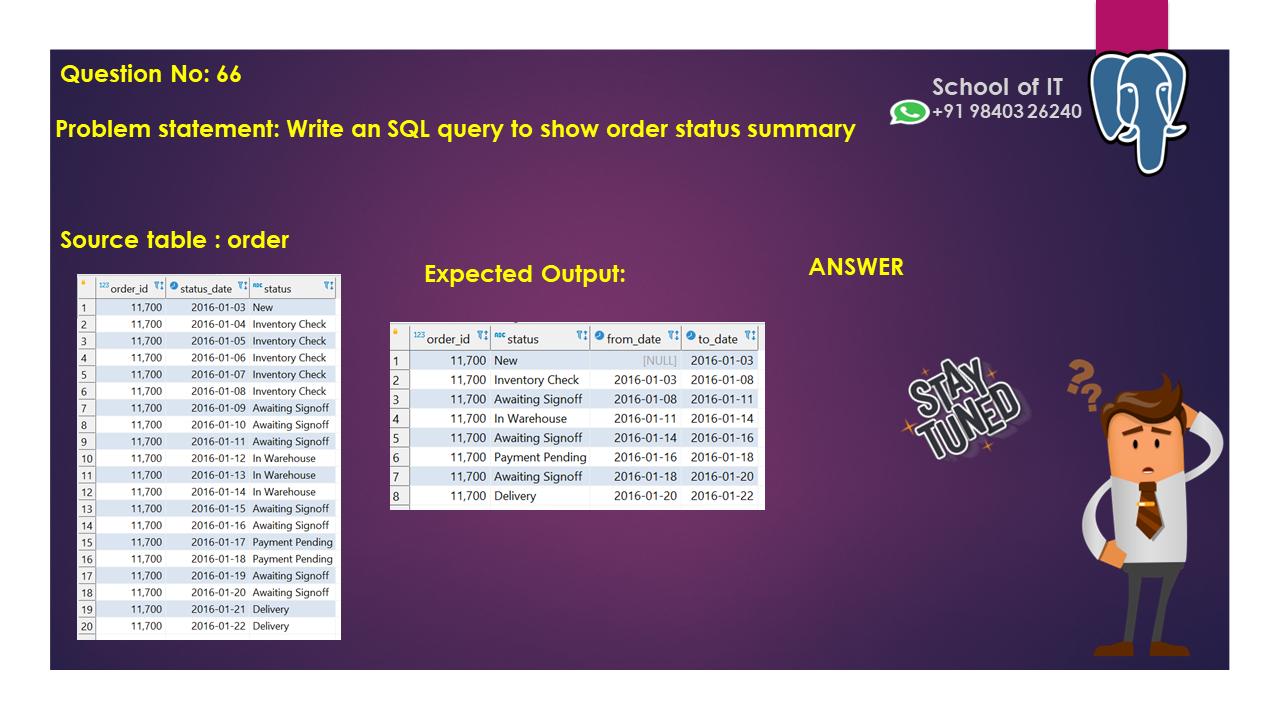 Question No: 66
School of IT
+91 98403 26240
Problem statement: Write an SQL query to show order status summary
Source table : order
Expected Output:
ANSWER
123 order_id status_date ABC status
1 11,700 2016-01-03 New
2 11,700 2016-01-04 Inventory Check
3 11,700 2016-01-05 Inventory Check
4 11,700 2016-01-06 Inventory Check
5 11,700 2016-01-07 Inventory Check
6 11,700 2016-01-08 Inventory Check
7 11,700 2016-01-09 Awaiting Signoff
8 11,700 2016-01-10 Awaiting Signoff
9 11,700 2016-01-11 Awaiting Signoff
10 11,700 2016-01-12 In Warehouse
11 11,700 2016-01-13 In Warehouse
12 11,700 2016-01-14 In Warehouse
13 11,700 2016-01-15 Awaiting Signoff
14 11,700 2016-01-16 Awaiting Signoff
15 11,700 2016-01-17 Payment Pending
16 11,700 2016-01-18 Payment Pending
17 11,700 2016-01-19 Awaiting Signoff
18 11,700 2016-01-20 Awaiting Signoff
19 11,700 2016-01-21 Delivery
20 11,700 2016-01-22 Delivery
123 order_id ABC status from_date to_date
1 11,700 New [NULL] 2016-01-03
2 11,700 Inventory Check 2016-01-03 2016-01-08
3 11,700 Awaiting Signoff 2016-01-08 2016-01-11
4 11,700 In Warehouse 2016-01-11 2016-01-14
5 11,700 Awaiting Signoff 2016-01-14 2016-01-16
6 11,700 Payment Pending 2016-01-16 2016-01-18
7 11,700 Awaiting Signoff 2016-01-18 2016-01-20
8 11,700 Delivery 2016-01-20 2016-01-22
STAY
TUNED
?
??